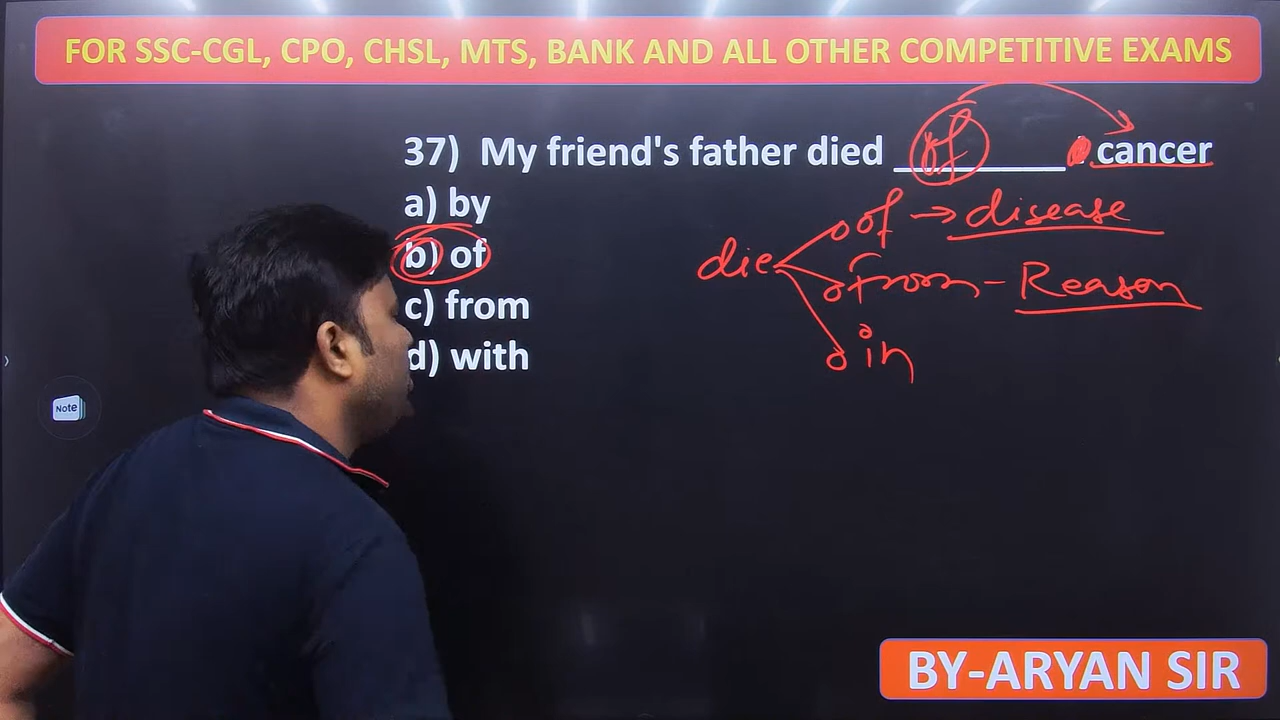 FOR SSC-CGL, CPO, CHSL, MTS, BANK AND ALL OTHER COMPETITIVE EXAMS
37) My friend's father died of ________ cancer
a) by
b) of
c) from
d) with
die
of → disease
from - Reason
in
Note
BY-ARYAN SIR